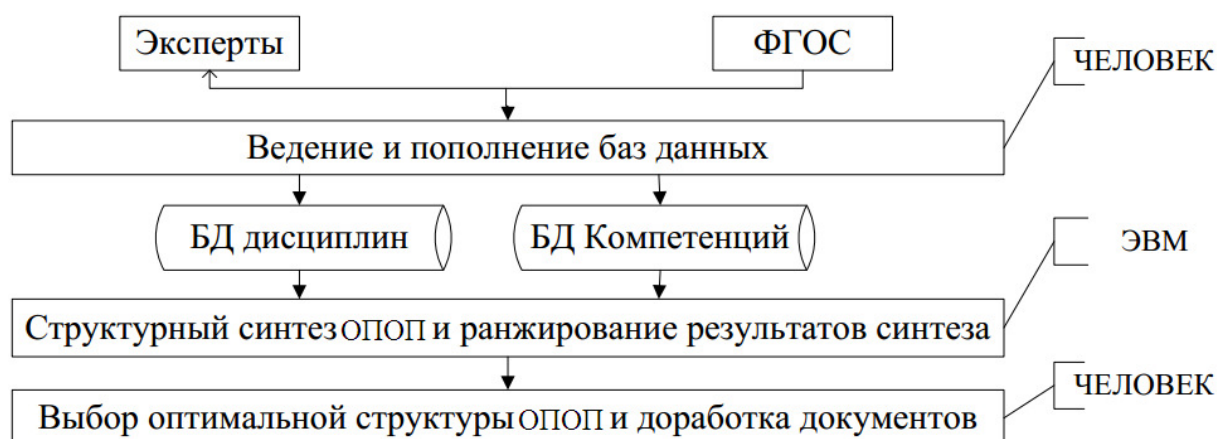 Эксперты
ФГОС
ЧЕЛОВЕК
Ведение и пополнение баз данных
БД дисциплин
БД Компетенций
ЭВМ
Структурный синтез ОПОП и ранжирование результатов синтеза
ЧЕЛОВЕК
Выбор оптимальной структуры ОПОП и доработка документов